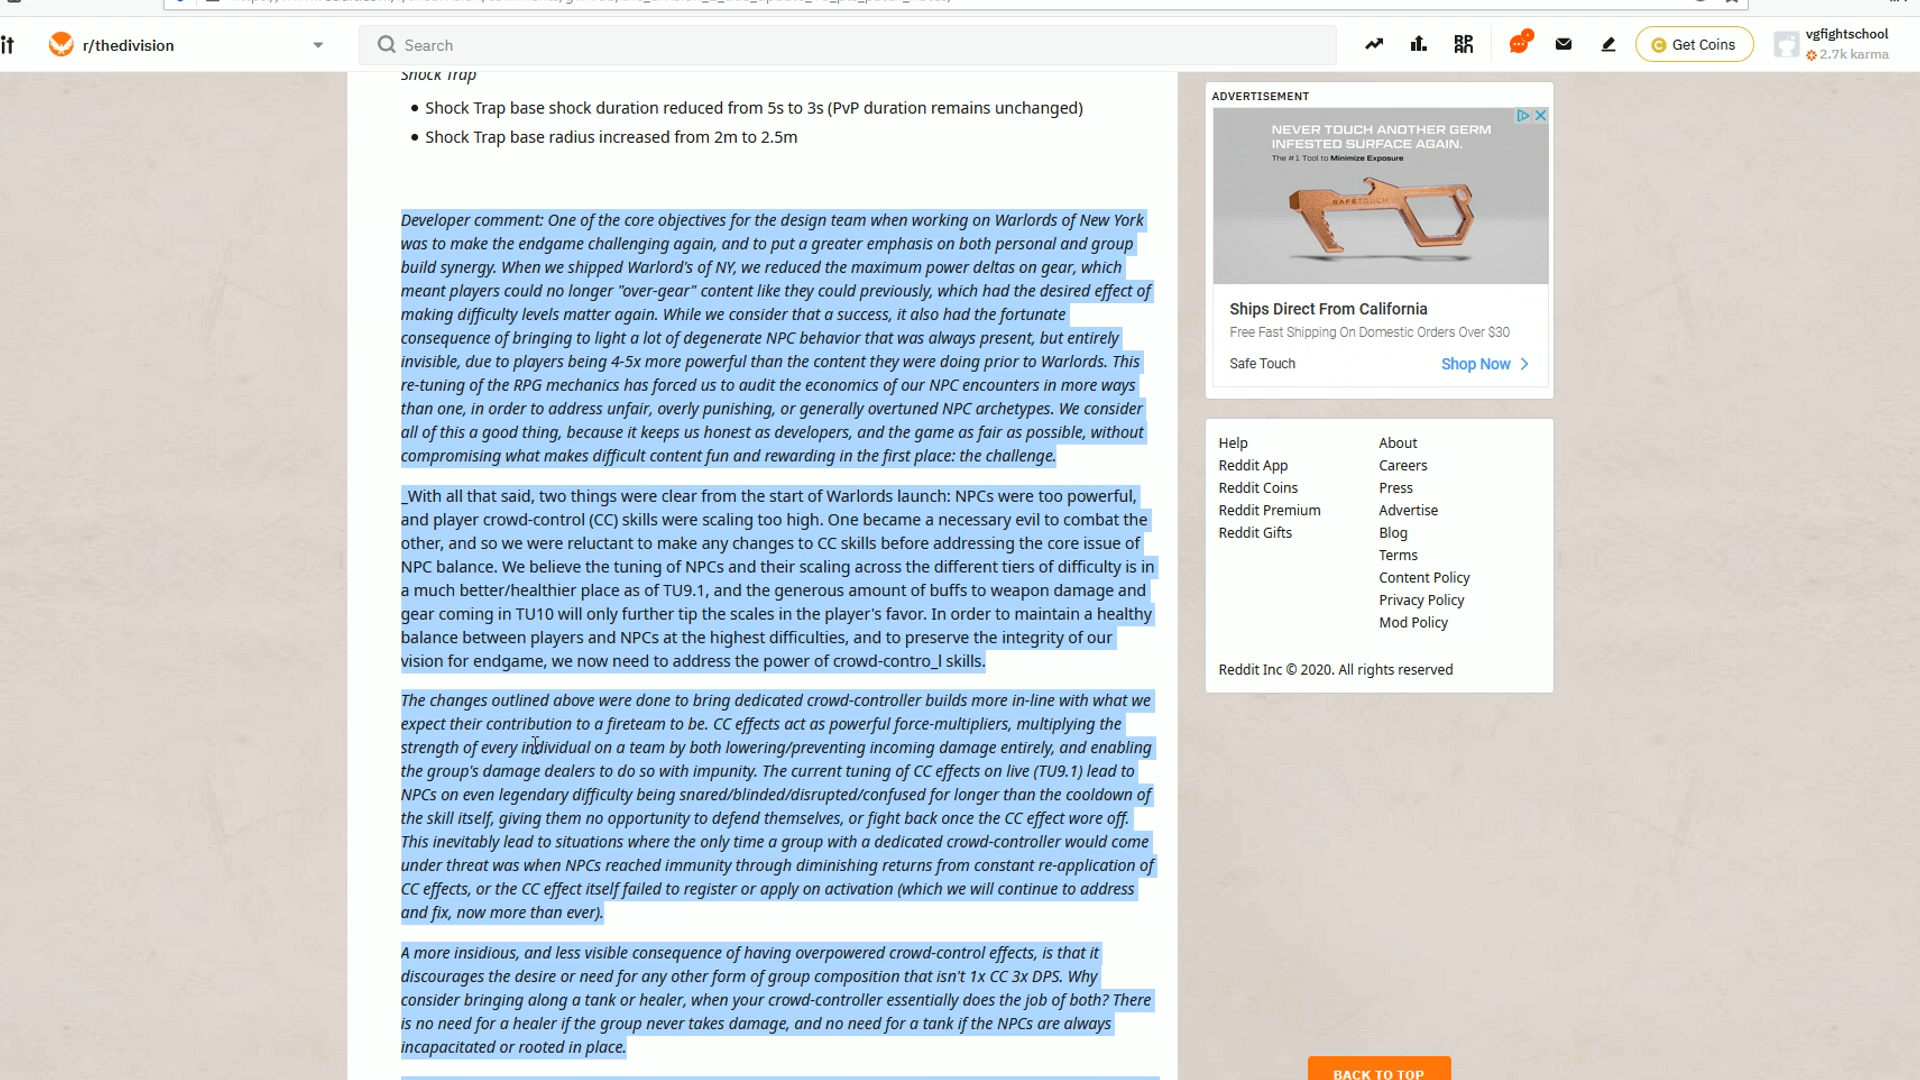 it
r/thedivision
Search
Get Coins
vgfightschool
2.7k karma
Shock Trap
• Shock Trap base shock duration reduced from 5s to 3s (PvP duration remains unchanged)
• Shock Trap base radius increased from 2m to 2.5m
Developer comment: One of the core objectives for the design team when working on Warlords of New York
was to make the endgame challenging again, and to put a greater emphasis on both personal and group
build synergy. When we shipped Warlord's of NY, we reduced the maximum power deltas on gear, which
meant players could no longer "over-gear" content like they could previously, which had the desired effect of
making difficulty levels matter again. While we consider that a success, it also had the fortunate
consequence of bringing to light a lot of degenerate NPC behavior that was always present, but entirely
invisible, due to players being 4-5x more powerful than the content they were doing prior to Warlords. This
re-tuning of the RPG mechanics has forced us to audit the economics of our NPC encounters in more ways
than one, in order to address unfair, overly punishing, or generally overtuned NPC archetypes. We consider
all of this a good thing, because it keeps us honest as developers, and the game as fair as possible, without
compromising what makes difficult content fun and rewarding in the first place: the challenge.
_With all that said, two things were clear from the start of Warlords launch: NPCs were too powerful,
and player crowd-control (CC) skills were scaling too high. One became a necessary evil to combat the
other, and so we were reluctant to make any changes to CC skills before addressing the core issue of
NPC balance. We believe the tuning of NPCs and their scaling across the different tiers of difficulty is in
a much better/healthier place as of TU9.1, and the generous amount of buffs to weapon damage and
gear coming in TU10 will only further tip the scales in the player's favor. In order to maintain a healthy
balance between players and NPCs at the highest difficulties, and to preserve the integrity of our
vision for endgame, we now need to address the power of crowd-contro_l skills.
The changes outlined above were done to bring dedicated crowd-controller builds more in-line with what we
expect their contribution to a fireteam to be. CC effects act as powerful force-multipliers, multiplying the
strength of every individual on a team by both lowering/preventing incoming damage entirely, and enabling
the group's damage dealers to do so with impunity. The current tuning of CC effects on live (TU9.1) lead to
NPCs on even legendary difficulty being snared/blinded/disrupted/confused for longer than the cooldown of
the skill itself, giving them no opportunity to defend themselves, or fight back once the CC effect wore off.
This inevitably lead to situations where the only time a group with a dedicated crowd-controller would come
under threat was when NPCs reached immunity through diminishing returns from constant re-application of
CC effects, or the CC effect itself failed to register or apply on activation (which we will continue to address
and fix, now more than ever).
A more insidious, and less visible consequence of having overpowered crowd-control effects, is that it
discourages the desire or need for any other form of group composition that isn't 1x CC 3x DPS. Why
consider bringing along a tank or healer, when your crowd-controller essentially does the job of both? There
is no need for a healer if the group never takes damage, and no need for a tank if the NPCs are always
incapacitated or rooted in place.
ADVERTISEMENT
NEVER TOUCH ANOTHER GERM
INFESTED SURFACE AGAIN.
The #1 Tool to Minimize Exposure
SAFETOUCH
Ships Direct From California
Free Fast Shipping On Domestic Orders Over $30
Safe Touch
Shop Now
Help
Reddit App
Reddit Coins
Reddit Premium
Reddit Gifts
About
Careers
Press
Advertise
Blog
Terms
Content Policy
Privacy Policy
Mod Policy
Reddit Inc © 2020. All rights reserved
BACK TO TOP